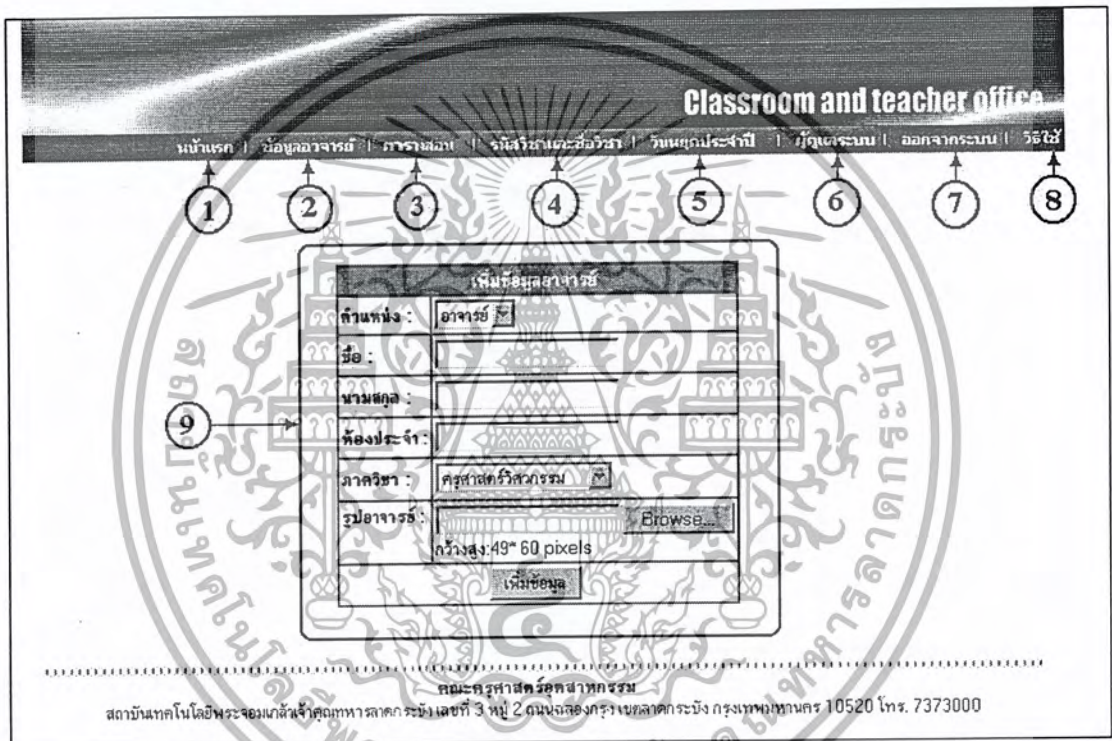 Classroom and teacher office
หน้าแรก | ข้อมูลอาจารย์ | ตารางสอน | รหัสวิชาและชื่อวิชา | วันหยุดประจำปี | ผู้ดูแลระบบ | ออกจากระบบ | วิธีใช้
1 2 3 4 5 6 7 8
เพิ่มข้อมูลอาจารย์
ตำแหน่ง : อาจารย์
ชื่อ :
นามสกุล :
9
ห้องประจำ :
ภาควิชา : ครุศาสตร์วิศวกรรม
รูปอาจารย์ : Browse...
กว้างสูง:49* 60 pixels
เพิ่มข้อมูล
คณะครุศาสตร์อุตสาหกรรม
สถาบันเทคโนโลยีพระจอมเกล้าเจ้าคุณทหารลาดกระบัง เลขที่ 3 หมู่ 2 ถนนฉลองกรุง เขตลาดกระบัง กรุงเทพมหานคร 10520 โทร. 7373000